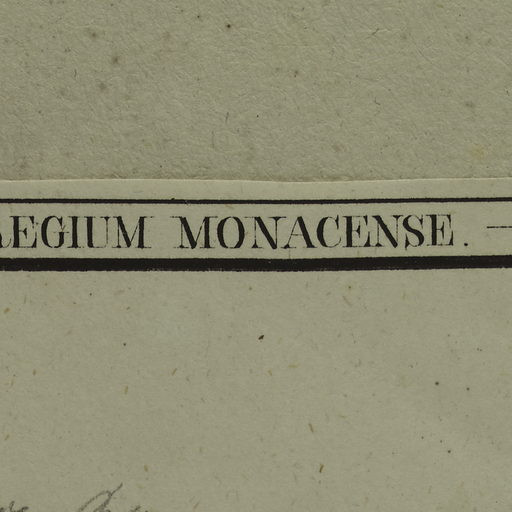 REGIUM MONACENSE. —